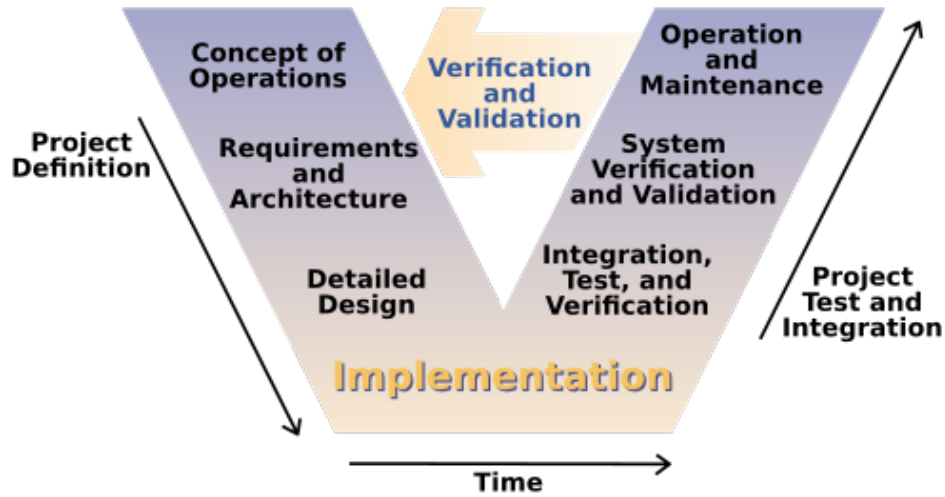 Concept of
Operations
Verification
and
Validation
Operation
and
Maintenance
Project
Definition
Requirements
and
Architecture
System
Verification
and Validation
Detailed
Design
Integration,
Test, and
Verification
Project
Test and
Integration
Implementation
Time